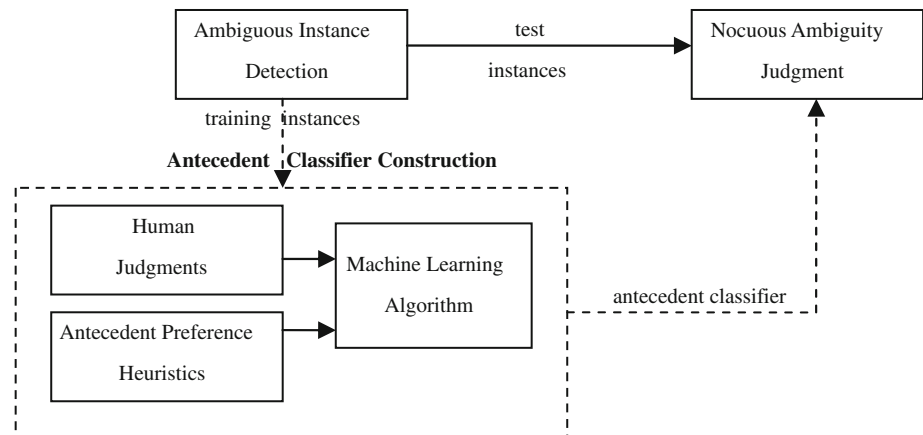 Ambiguous Instance
Detection
test
instances
Nocuous Ambiguity
Judgment
training instances
Antecedent Classifier Construction
Human
Judgments
Machine Learning
Algorithm
Antecedent Preference
Heuristics
antecedent classifier